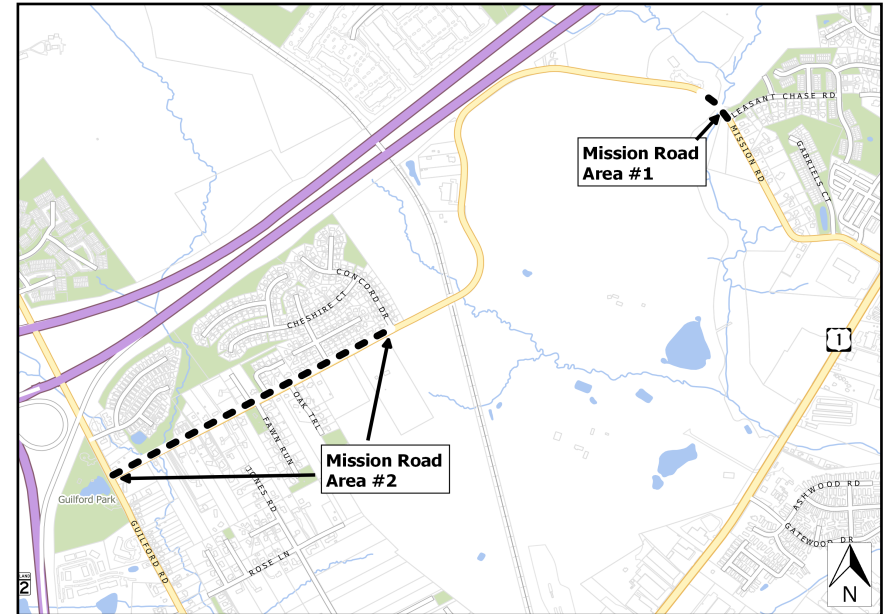 LEASANT CHASE RD
Mission Road
Area #1
MISSION RD
GABRIELS CT
CONCORD DR
CHESHIRE CT
1
OAK TRL
FAWN RUN
Mission Road
Area #2
JONES RD
Guilford Park
GUILFORD RD
ROSE LN
ASHWOOD RD
GATEWOOD DR
LAND
2
N